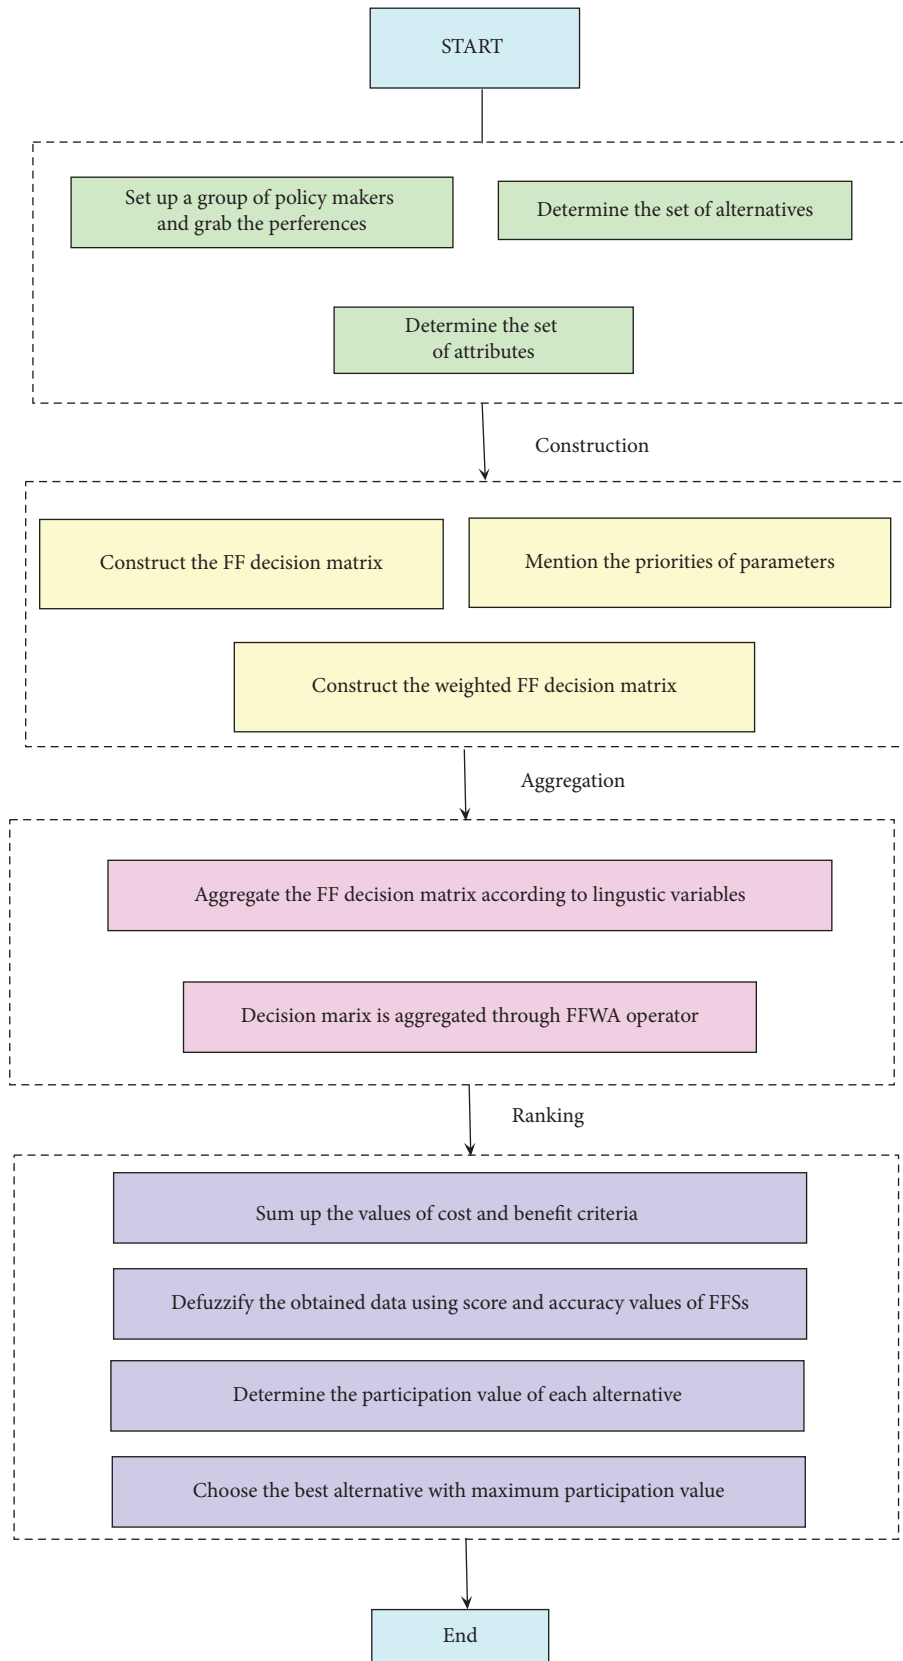 START
Set up a group of policy makers
and grab the perferences
Determine the set of alternatives
Determine the set
of attributes
Construction
Construct the FF decision matrix
Mention the priorities of parameters
Construct the weighted FF decision matrix
Aggregation
Aggregate the FF decision matrix according to lingustic variables
Decision marix is aggregated through FFWA operator
Ranking
Sum up the values of cost and benefit criteria
Defuzzify the obtained data using score and accuracy values of FFSs
Determine the participation value of each alternative
Choose the best alternative with maximum participation value
End